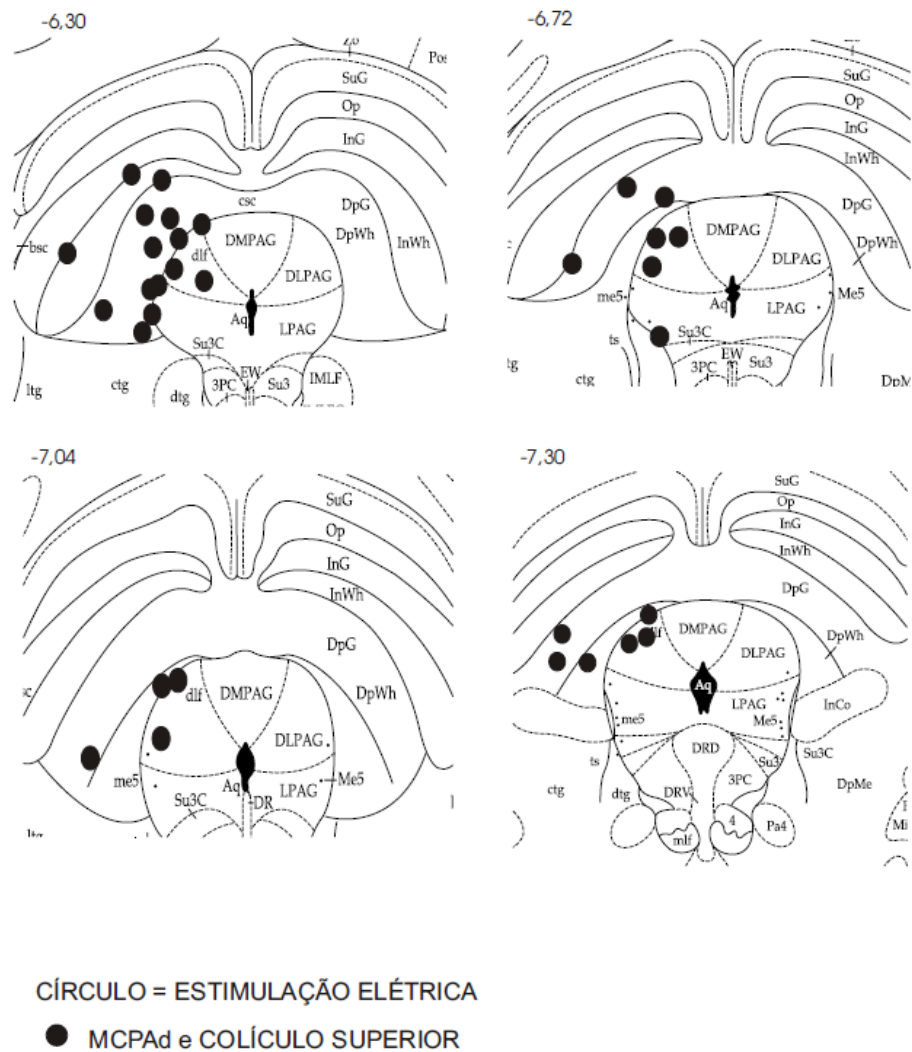 -6,30
-6,72
SuG
Op
InG
csc
DpG
DpWh
InWh
bsc
DMPAG
dlf
DLPAG
Aq
LPAG
Su3C
EW
3PC
Su3
IMLF
ltg
ctg
dtg
SuG
Op
InG
InWh
DpG
DMPAG
DLPAG
DpWh
me5
Aq
LPAG
Me5
ts
Su3C
EW
3PC
Su3
ctg
-7,04
-7,30
SuG
Op
InG
InWh
DpG
dlf
DMPAG
DpWh
DLPAG
me5
Aq
LPAG
Me5
Su3C
DR
SuG
Op
InG
InWh
DpG
DMPAG
DpWh
DLPAG
Aq
LPAG
InCo
me5
Me5
DRD
ts
Su3
Su3C
ctg
dtg
DRV
3PC
DpMe
4
Pa4
mlf
CÍRCULO = ESTIMULAÇÃO ELÉTRICA
MCPAd e COLÍCULO SUPERIOR